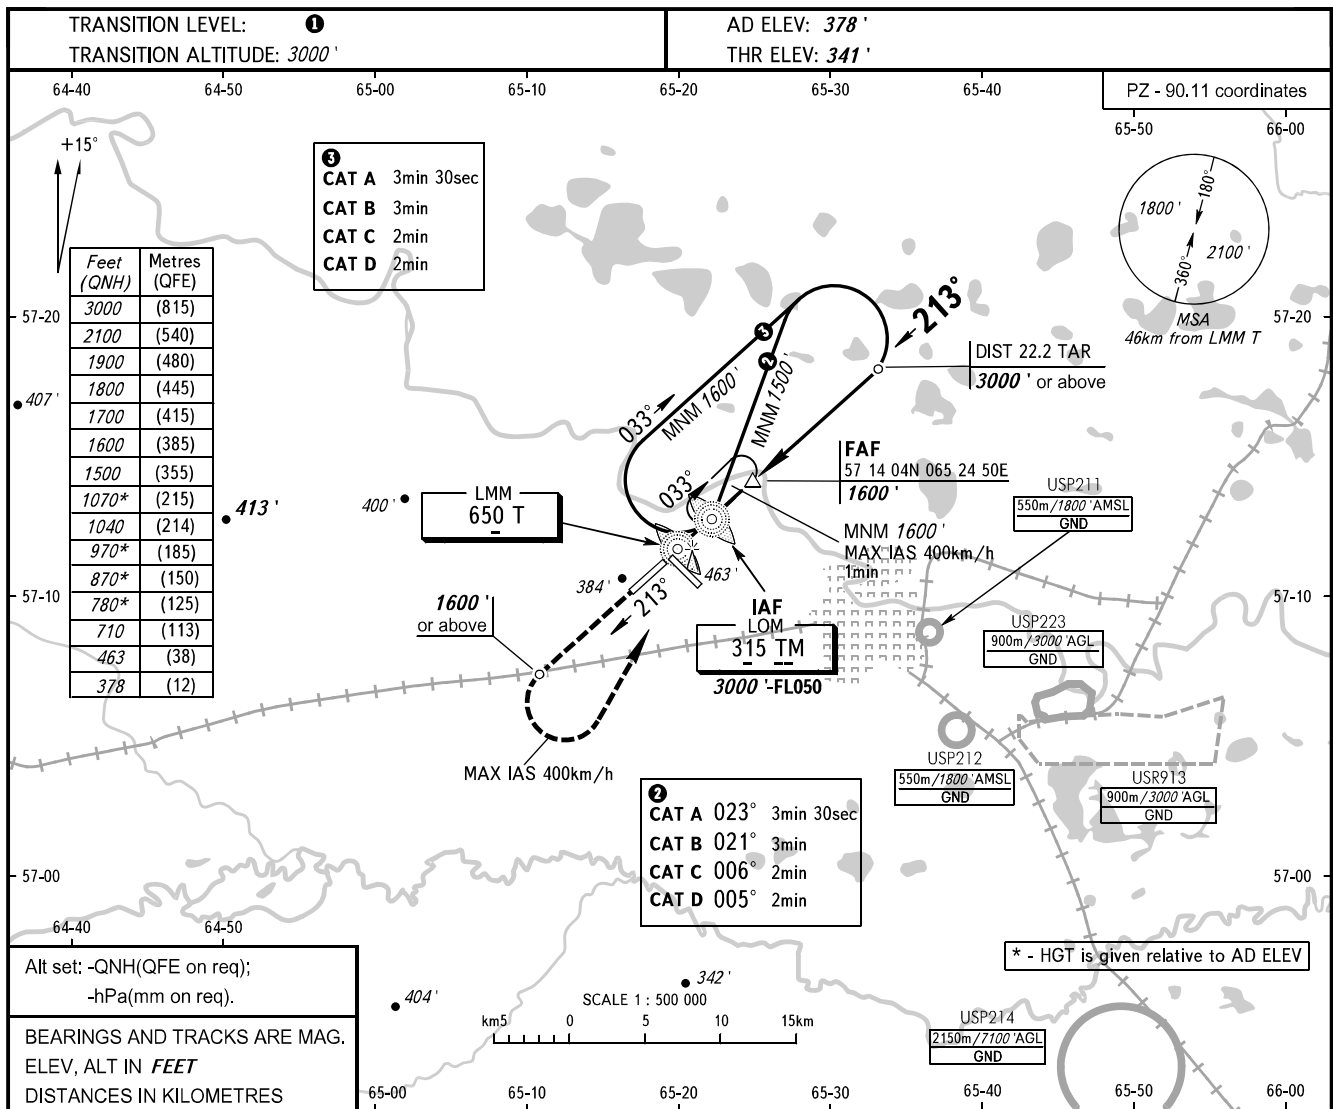 TRANSITION LEVEL: ❶
TRANSITION ALTITUDE: 3000 '
AD ELEV: 378 '
THR ELEV: 341 '
64-40 64-50 65-00 65-10 65-20 65-30 65-40
PZ - 90.11 coordinates
65-50 66-00
+15°
❸
CAT A 3min 30sec
CAT B 3min
CAT C 2min
CAT D 2min
180°
1800 '
2100 '
360°
MSA
46km from LMM T
Feet (QNH) Metres (QFE)
3000 (815)
2100 (540)
1900 (480)
1800 (445)
1700 (415)
1600 (385)
1500 (355)
1070* (215)
1040 (214)
970* (185)
870* (150)
780* (125)
710 (113)
463 (38)
378 (12)
57-20
57-20
213°
DIST 22.2 TAR
3000 ' or above
❸
❷
407 '
033°
MNM 1600 '
MNM 1500 '
FAF
57 14 04N 065 24 50E
1600 '
033°
413 '
400 '
LMM
650 T
USP211
550m/1800 'AMSL
GND
MNM 1600 '
MAX IAS 400km/h
1min
463 '
384 '
213°
57-10
57-10
1600 '
or above
IAF
LOM
315 TM
3000 '-FL050
USP223
900m/3000 'AGL
GND
MAX IAS 400km/h
USP212
550m/1800 'AMSL
GND
USR913
900m/3000 'AGL
GND
❷
CAT A 023° 3min 30sec
CAT B 021° 3min
CAT C 006° 2min
CAT D 005° 2min
57-00
57-00
64-40 64-50
Alt set: -QNH(QFE on req);
-hPa(mm on req).
* - HGT is given relative to AD ELEV
404 '
342 '
SCALE 1 : 500 000
km5 0 5 10 15km
USP214
2150m/7100 'AGL
GND
BEARINGS AND TRACKS ARE MAG.
ELEV, ALT IN FEET
DISTANCES IN KILOMETRES
65-00 65-10 65-20 65-30 65-40 65-50 66-00